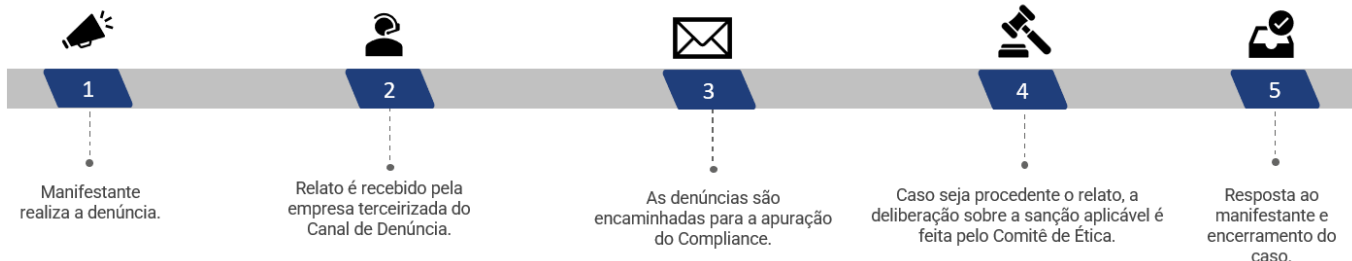 1
Manifestante
realiza a denúncia.
2
Relato é recebido pela
empresa terceirizada do
Canal de Denúncia.
3
As denúncias são
encaminhadas para a apuração
do Compliance.
4
Caso seja procedente o relato, a
deliberação sobre a sanção aplicável é
feita pelo Comitê de Ética.
5
Resposta ao
manifestante e
encerramento do
caso.